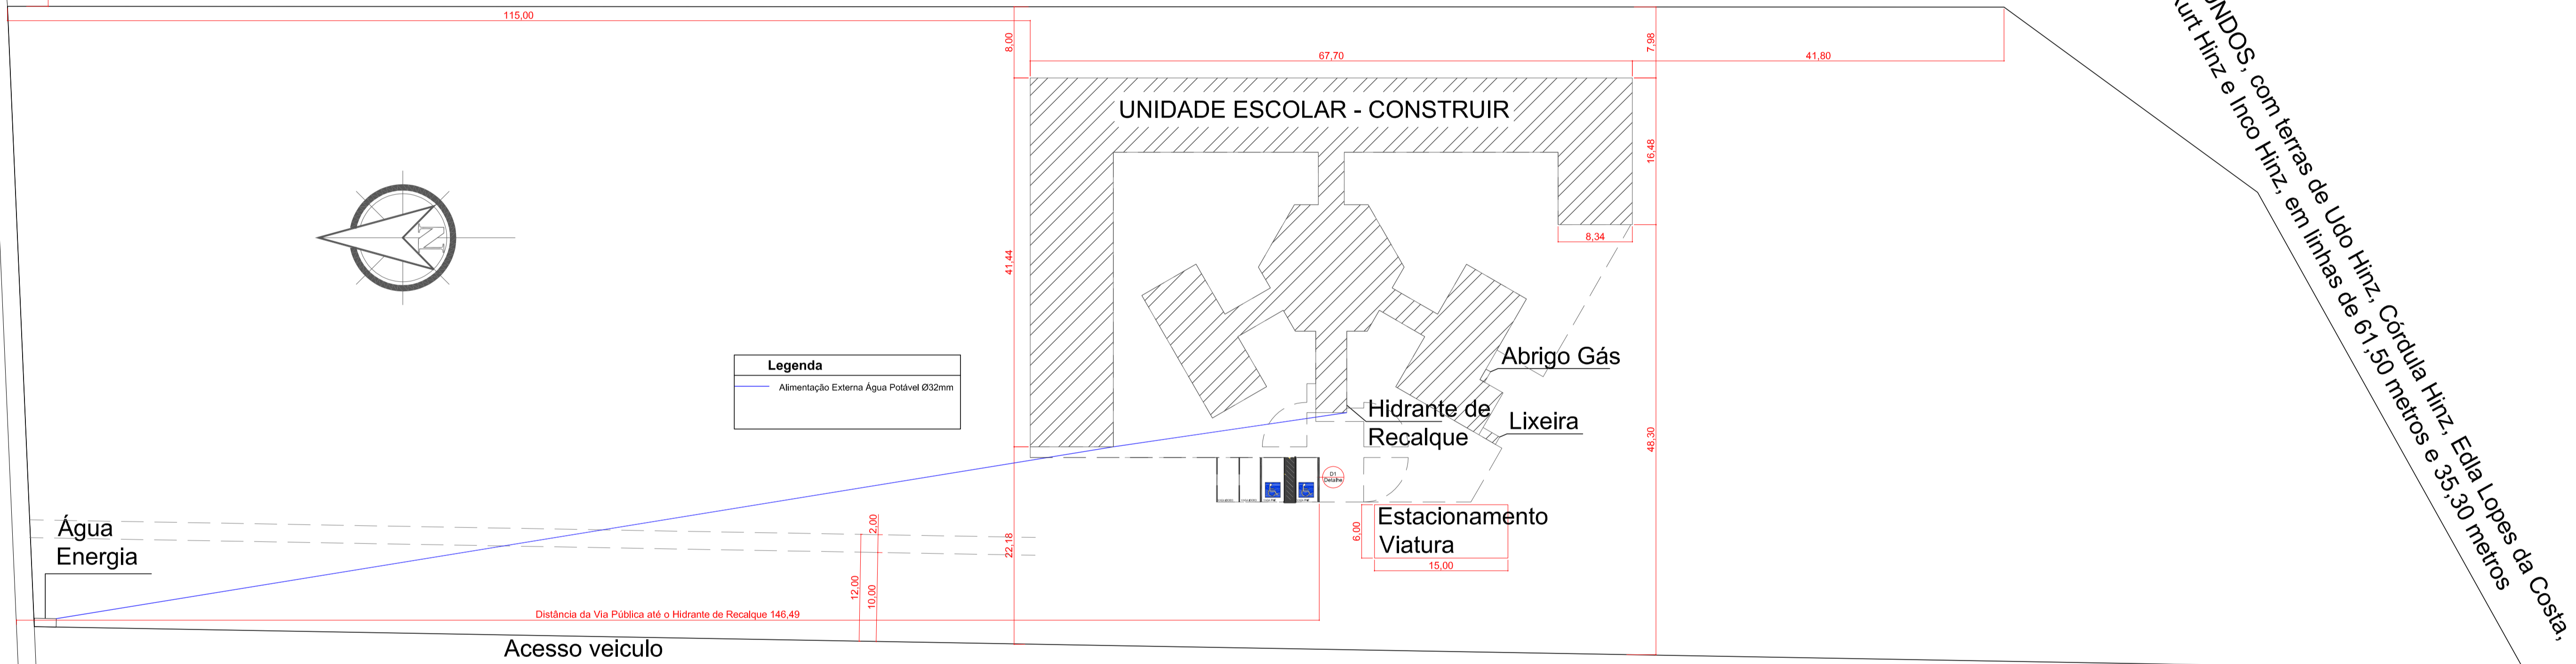 115,00
8,00
67,70
7,98
41,80
UNIDADE ESCOLAR - CONSTRUIR
16,48
8,34
41,44
N
Legenda
Alimentação Externa Água Potável Ø32mm
Abrigo Gás
Hidrante de
Recalque
Lixeira
48,30
D1
Detalhe
Estacionamento
Viatura
6,00
15,00
Água
Energia
2,00
22,18
12,00
10,00
Distância da Via Pública até o Hidrante de Recalque 146,49
Acesso veiculo
UNDOS, com terras de Udo Hinz, Córdula Hinz, Edla Lopes da Costa,
Kurt Hinz e Inco Hinz, em linhas de 61,50 metros e 35,30 metros